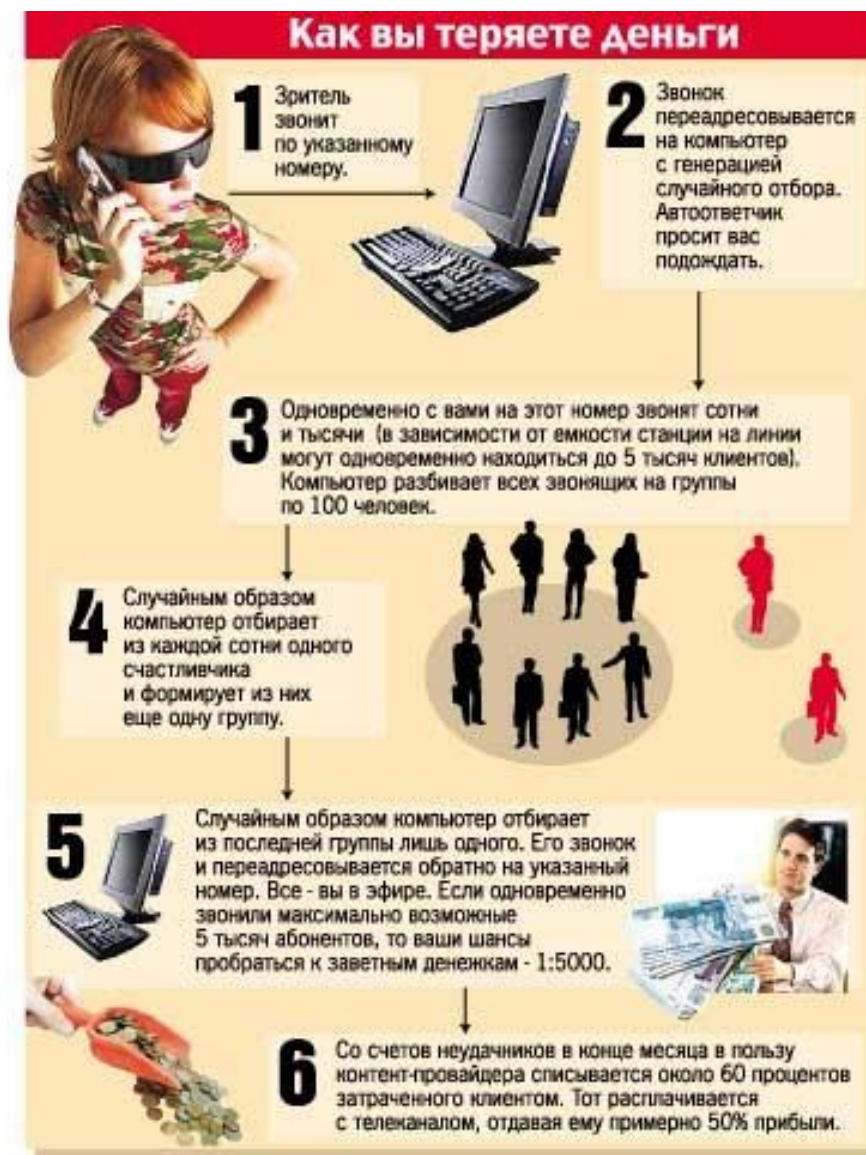 Как вы теряете деньги
1
Зритель
звонит
по указанному
номеру.
2
Звонок
переадресовывается
на компьютер
с генерацией
случайного отбора.
Автоответчик
просит вас
подождать.
3
Одновременно с вами на этот номер звонят сотни
и тысячи (в зависимости от емкости станции на линии
могут одновременно находиться до 5 тысяч клиентов).
Компьютер разбивает всех звонящих на группы
по 100 человек.
4
Случайным образом
компьютер отбирает
из каждой сотни одного
счастливчика
и формирует из них
еще одну группу.
5
Случайным образом компьютер отбирает
из последней группы лишь одного. Его звонок
и переадресовывается обратно на указанный
номер. Все - вы в эфире. Если одновременно
звонили максимально возможные
5 тысяч абонентов, то ваши шансы
пробраться к заветным денежкам - 1:5000.
6
Со счетов неудачников в конце месяца в пользу
контент-провайдера списывается около 60 процентов
затраченного клиентом. Тот расплачивается
с телеканалом, отдавая ему примерно 50% прибыли.